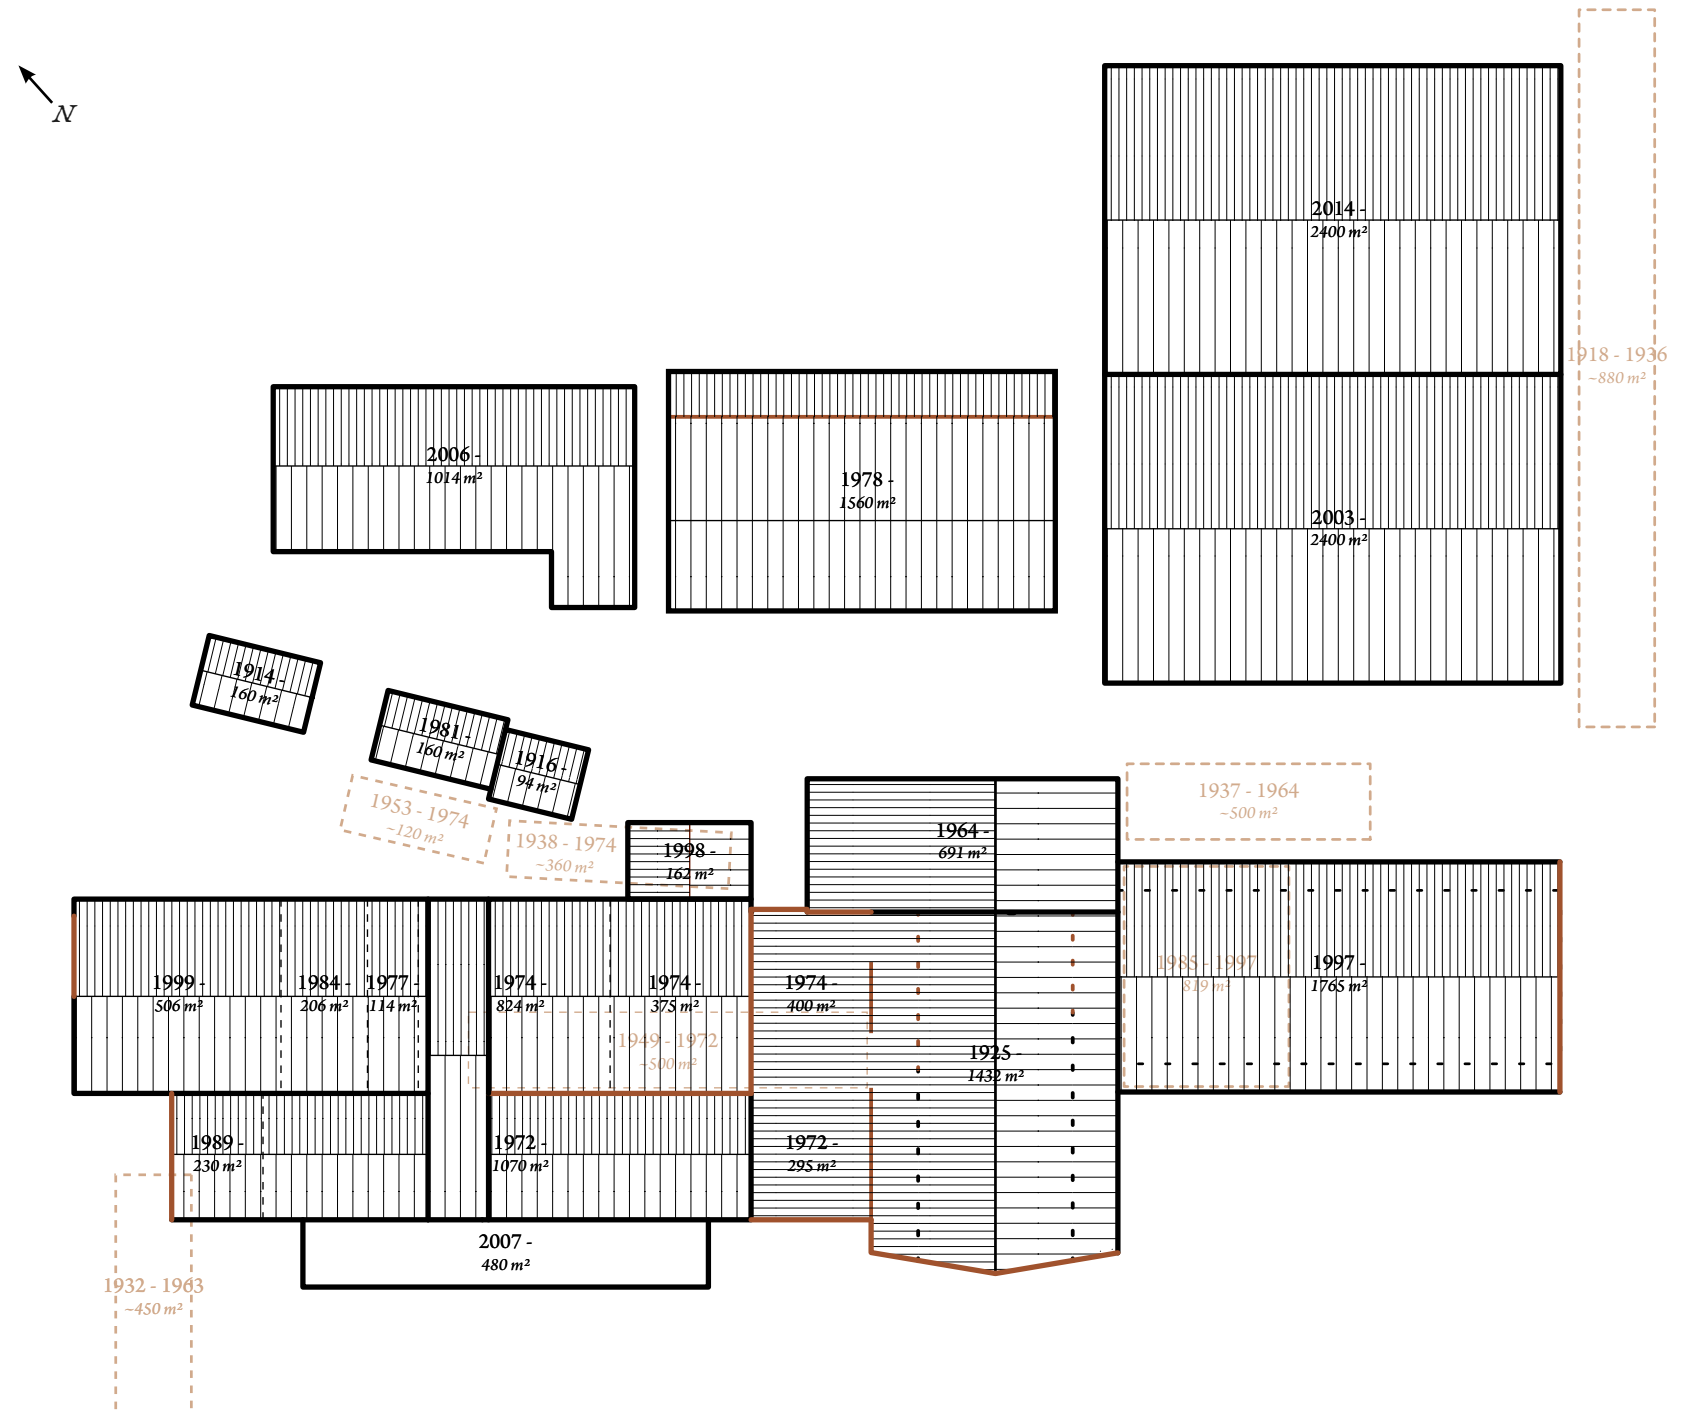 N
2014 -
2400 m²
1918 - 1936
~880 m²
2006 -
1014 m²
1978 -
1560 m²
2003 -
2400 m²
1914 -
160 m²
1981 -
160 m²
1916 -
94 m²
1953 - 1974
~120 m²
1938 - 1974
~360 m²
1998 -
162 m²
1964 -
691 m²
1937 - 1964
~500 m²
1999 -
506 m²
1984 -
206 m²
1977 -
114 m²
1974 -
824 m²
1974 -
375 m²
1974 -
400 m²
1985 - 1997
819 m²
1997 -
1765 m²
1949 - 1972
~500 m²
1925 -
1432 m²
1989 -
230 m²
1972 -
1070 m²
1972 -
295 m²
2007 -
480 m²
1932 - 1963
~450 m²